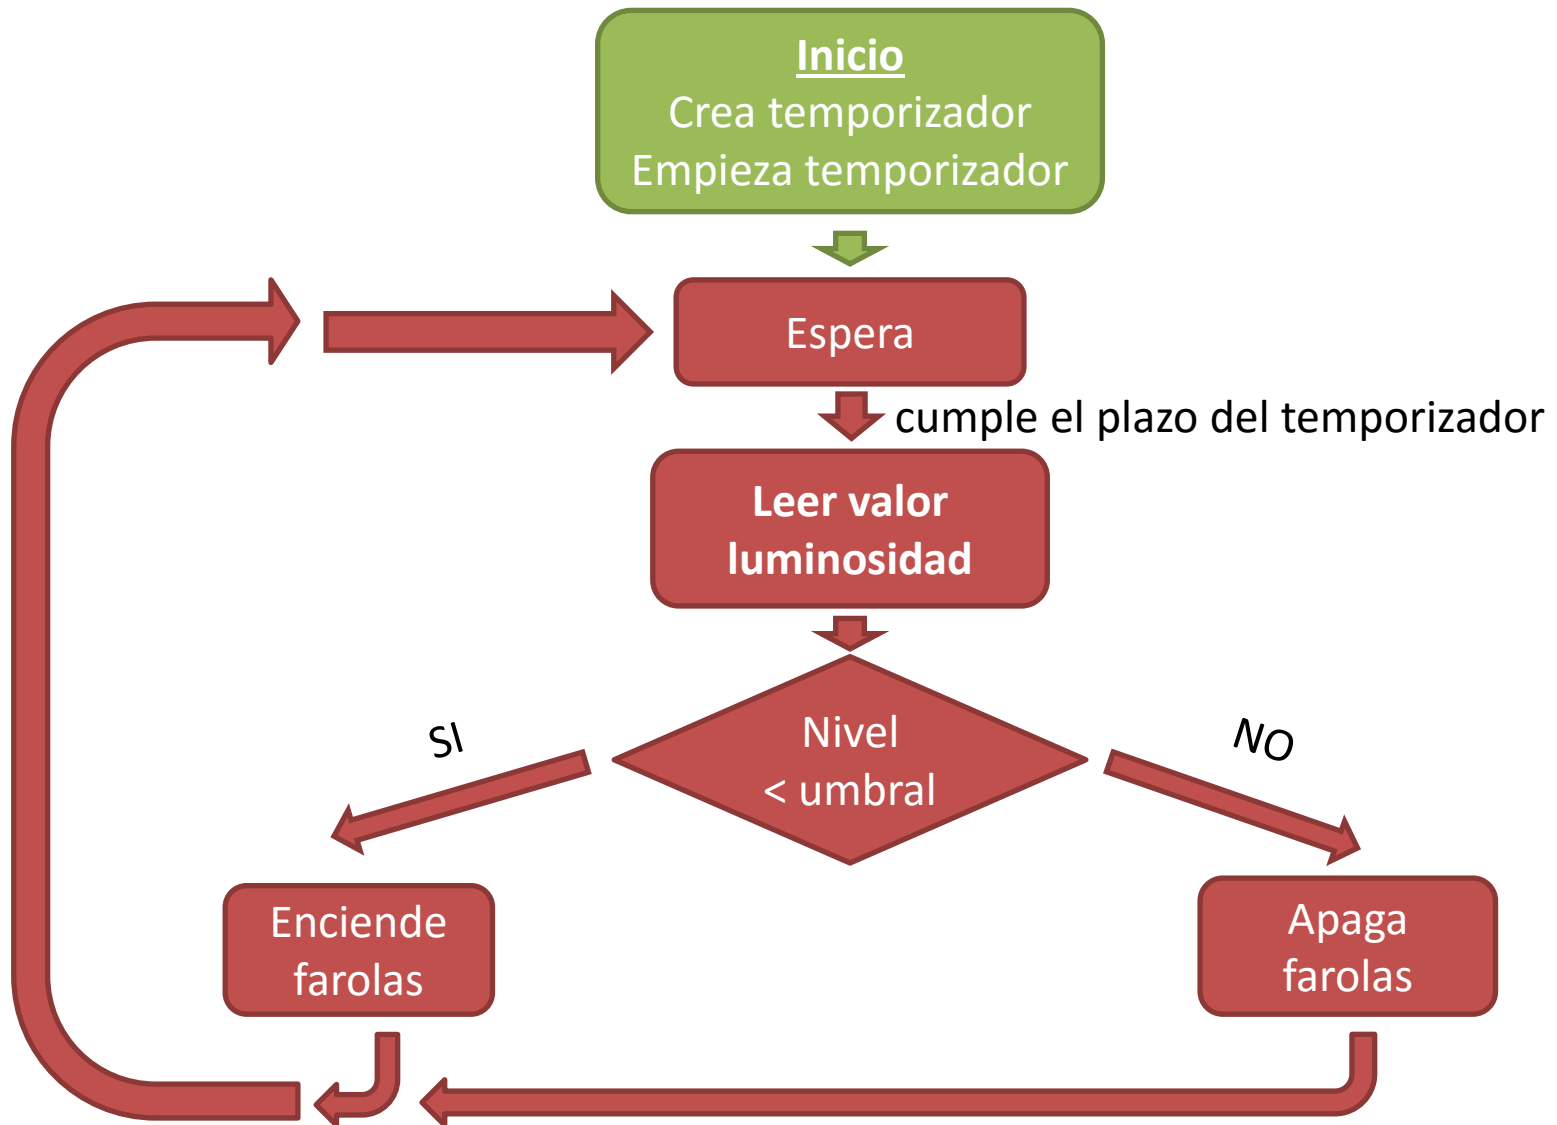 Inicio
Crea temporizador
Empieza temporizador
Espera
cumple el plazo del temporizador
Leer valor
luminosidad
Nivel
< umbral
SI
NO
Enciende
farolas
Apaga
farolas